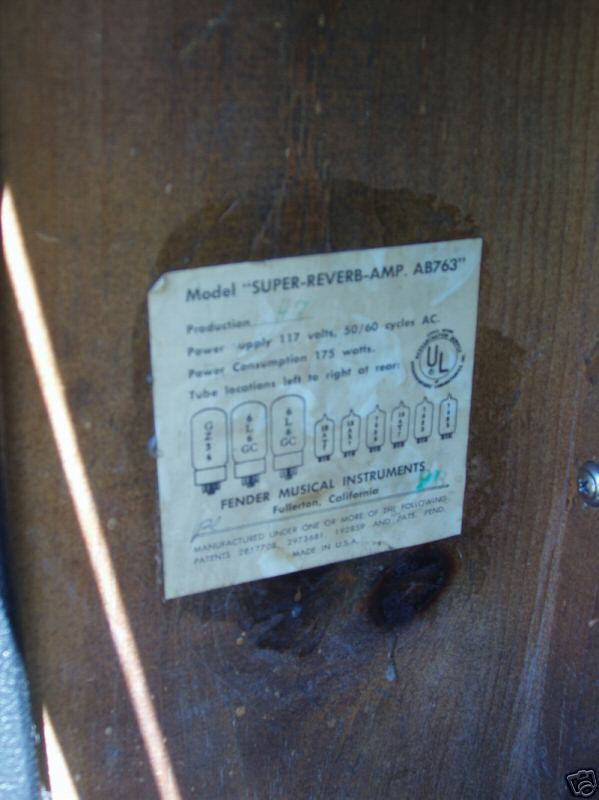 Model "SUPER-REVERB-AMP. AB763"
Production 47
Power supply 117 volts, 50/60 cycles AC.
Power Consumption 175 watts.
Tube locations left to right at rear:
UL
GZ34 6L6GC 6L6GC
FENDER MUSICAL INSTRUMENTS
Fullerton, California
MANUFACTURED UNDER ONE OR MORE OF THE FOLLOWING
PATENTS 2817708, 2973681, 192859 AND PATS. PEND.
MADE IN U.S.A.